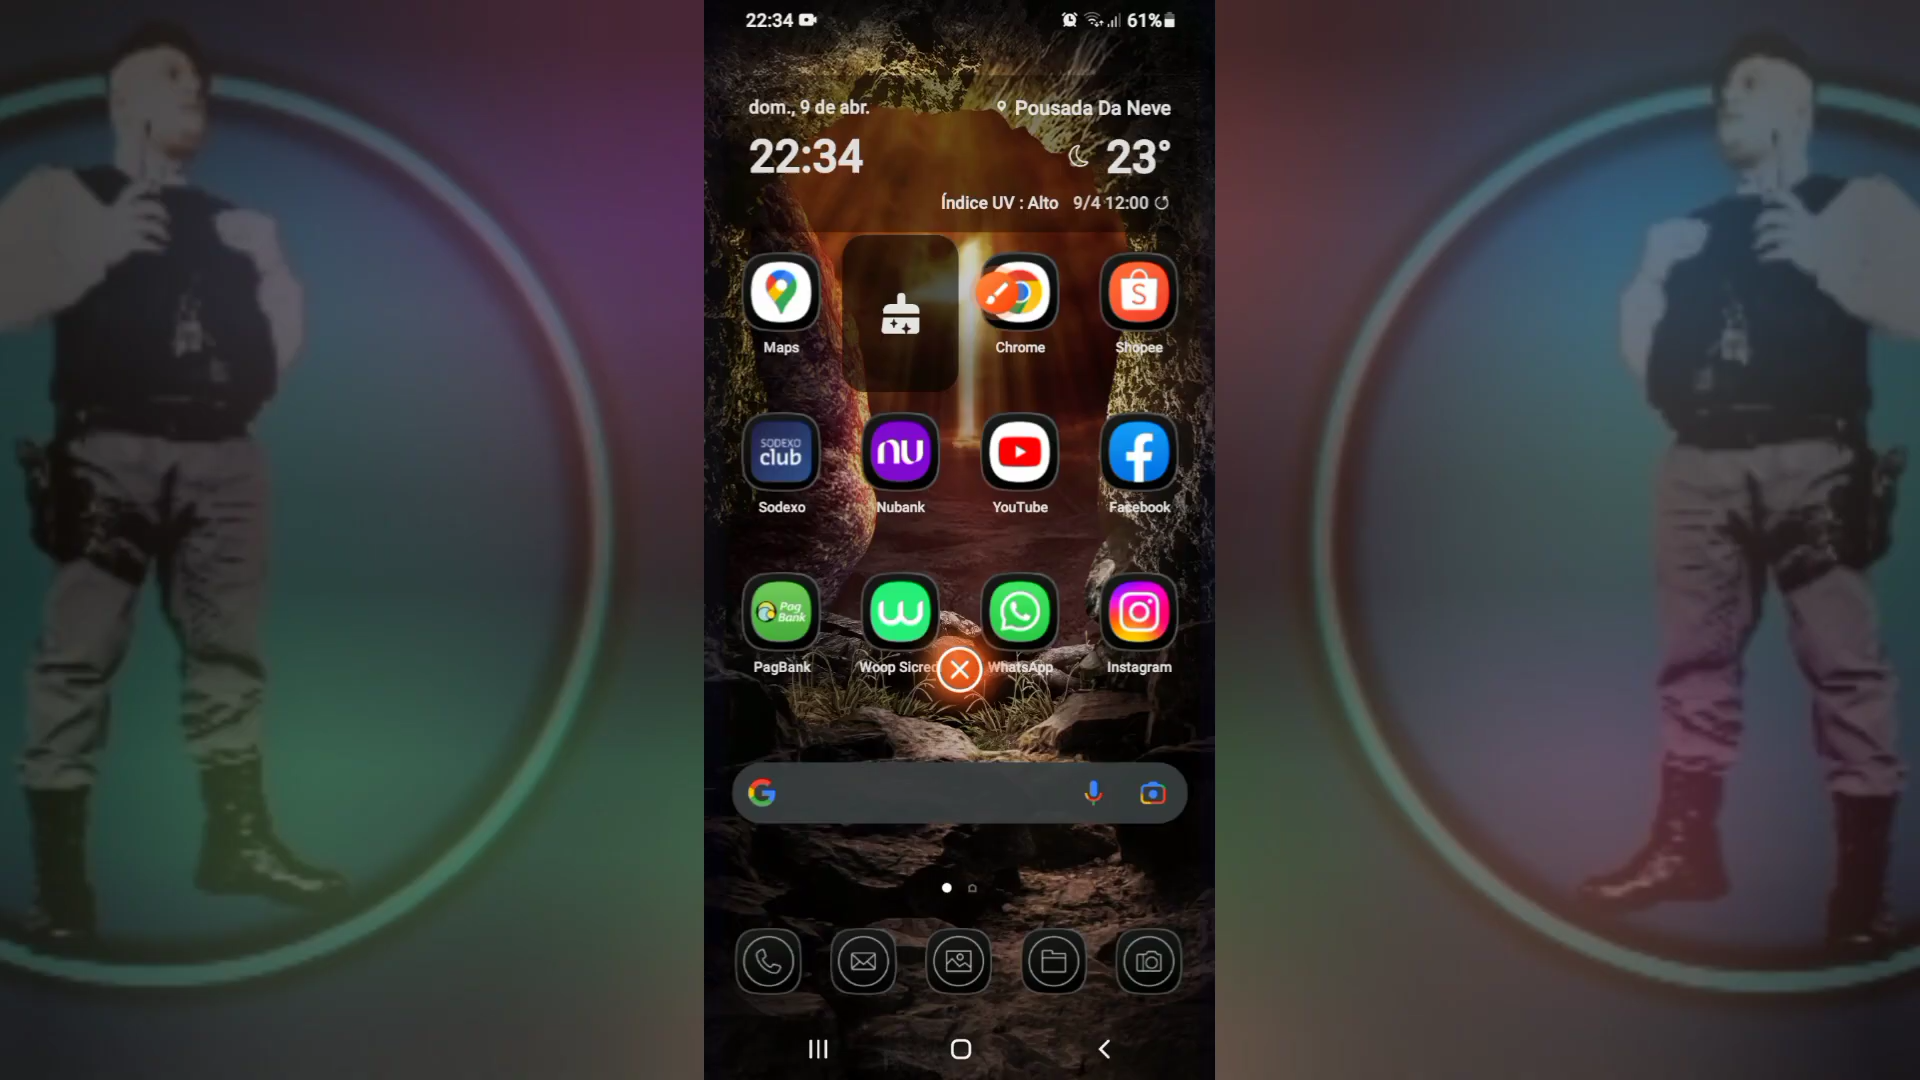 22:34
61%
dom., 9 de abr.
Pousada Da Neve
22:34
23°
Índice UV : Alto 9/4 12:00
Maps
Chrome
Shopee
SODEXO
club
nu
Sodexo
Nubank
YouTube
Facebook
Pag
Bank
PagBank
Woop Sicred
WhatsApp
Instagram